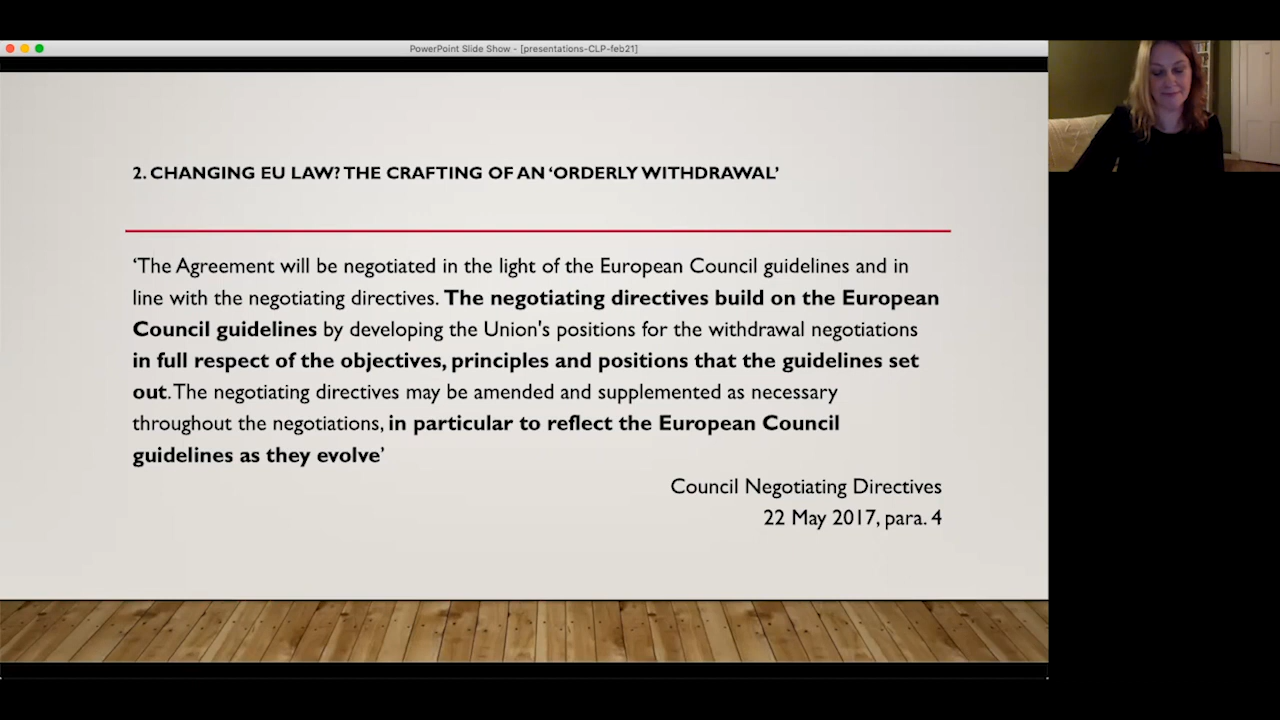 PowerPoint Slide Show - [presentations-CLP-feb21]
2. CHANGING EU LAW? THE CRAFTING OF AN ‘ORDERLY WITHDRAWAL’
‘The Agreement will be negotiated in the light of the European Council guidelines and in
line with the negotiating directives. The negotiating directives build on the European
Council guidelines by developing the Union's positions for the withdrawal negotiations
in full respect of the objectives, principles and positions that the guidelines set
out. The negotiating directives may be amended and supplemented as necessary
throughout the negotiations, in particular to reflect the European Council
guidelines as they evolve’
Council Negotiating Directives
22 May 2017, para. 4